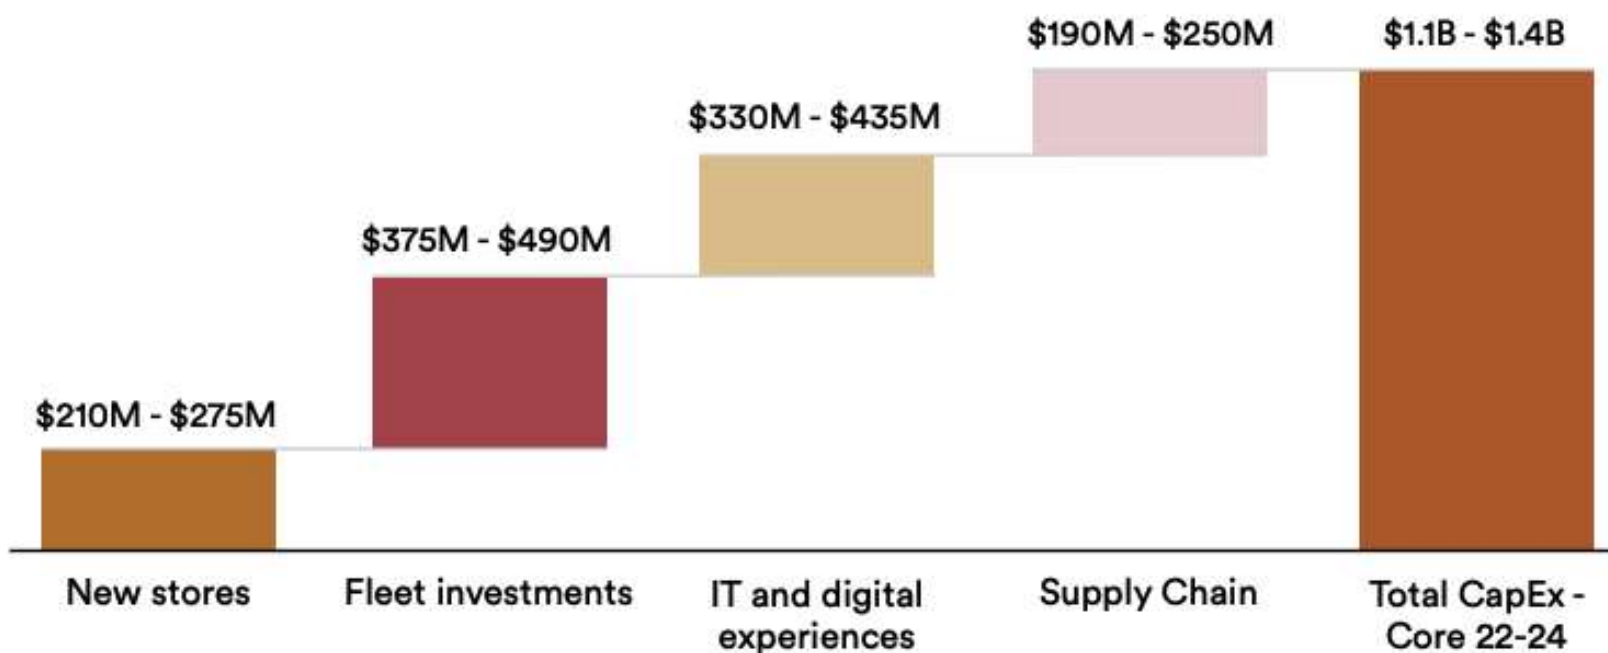 $190M - $250M
$1.1B - $1.4B
$330M - $435M
$375M - $490M
$210M - $275M
New stores
Fleet investments
IT and digital
experiences
Supply Chain
Total CapEx -
Core 22-24